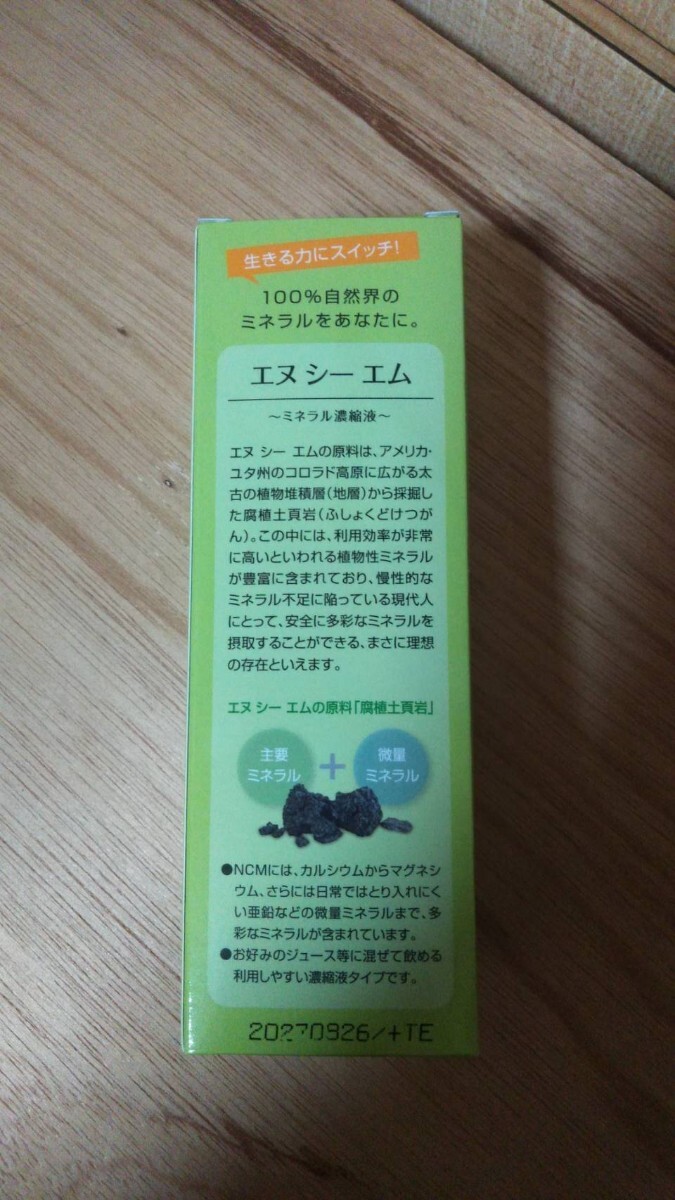 生きる力にスイッチ!
100%自然界の
ミネラルをあなたに。
エヌ シー エム
～ミネラル濃縮液～
エヌ シー エムの原料は、アメリカ・
ユタ州のコロラド高原に広がる太
古の植物堆積層(地層)から採掘し
た腐植土頁岩(ふしょくどけつが
ん)。この中には、利用効率が非常
に高いといわれる植物性ミネラル
が豊富に含まれており、慢性的な
ミネラル不足に陥っている現代人
にとって、安全に多彩なミネラルを
摂取することができる、まさに理想
の存在といえます。
エヌ シー エムの原料「腐植土頁岩」
主要
ミネラル
+
微量
ミネラル
●NCMには、カルシウムからマグネシ
ウム、さらには日常ではとり入れにく
い亜鉛などの微量ミネラルまで、多
彩なミネラルが含まれています。
●お好みのジュース等に混ぜて飲める
利用しやすい濃縮液タイプです。
20270926/+TE